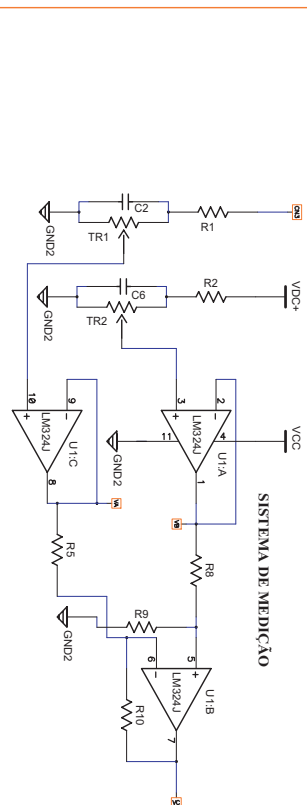 SISTEMA DE MEDIÇÃO
CN3
VDC+
VCC
R1
R2
C2
C6
TR1
TR2
GND2
GND2
2
3
4
11
1
U1:A
LM324J
GND2
9
10
8
U1:C
LM324J
VA
VB
R8
R5
R9
GND2
5
6
7
U1:B
LM324J
R10
VC